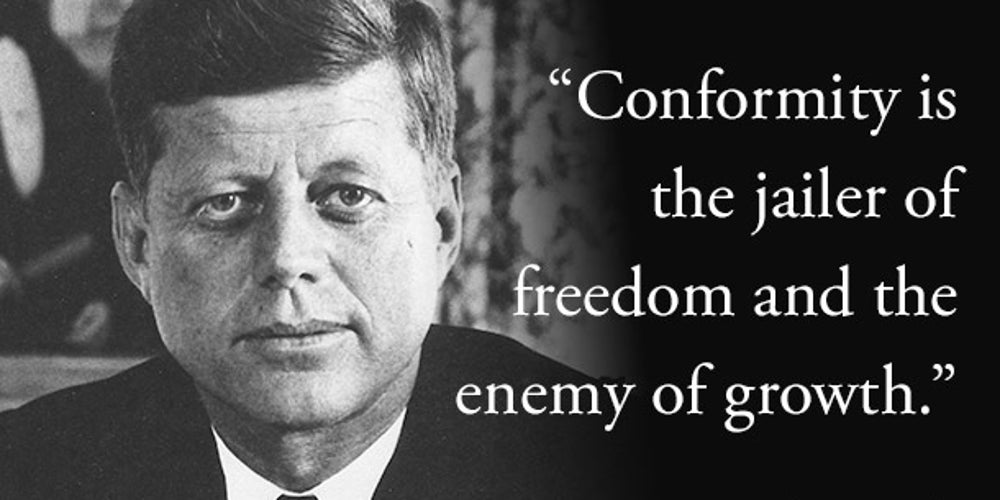 “Conformity is
the jailer of
freedom and the
enemy of growth.”